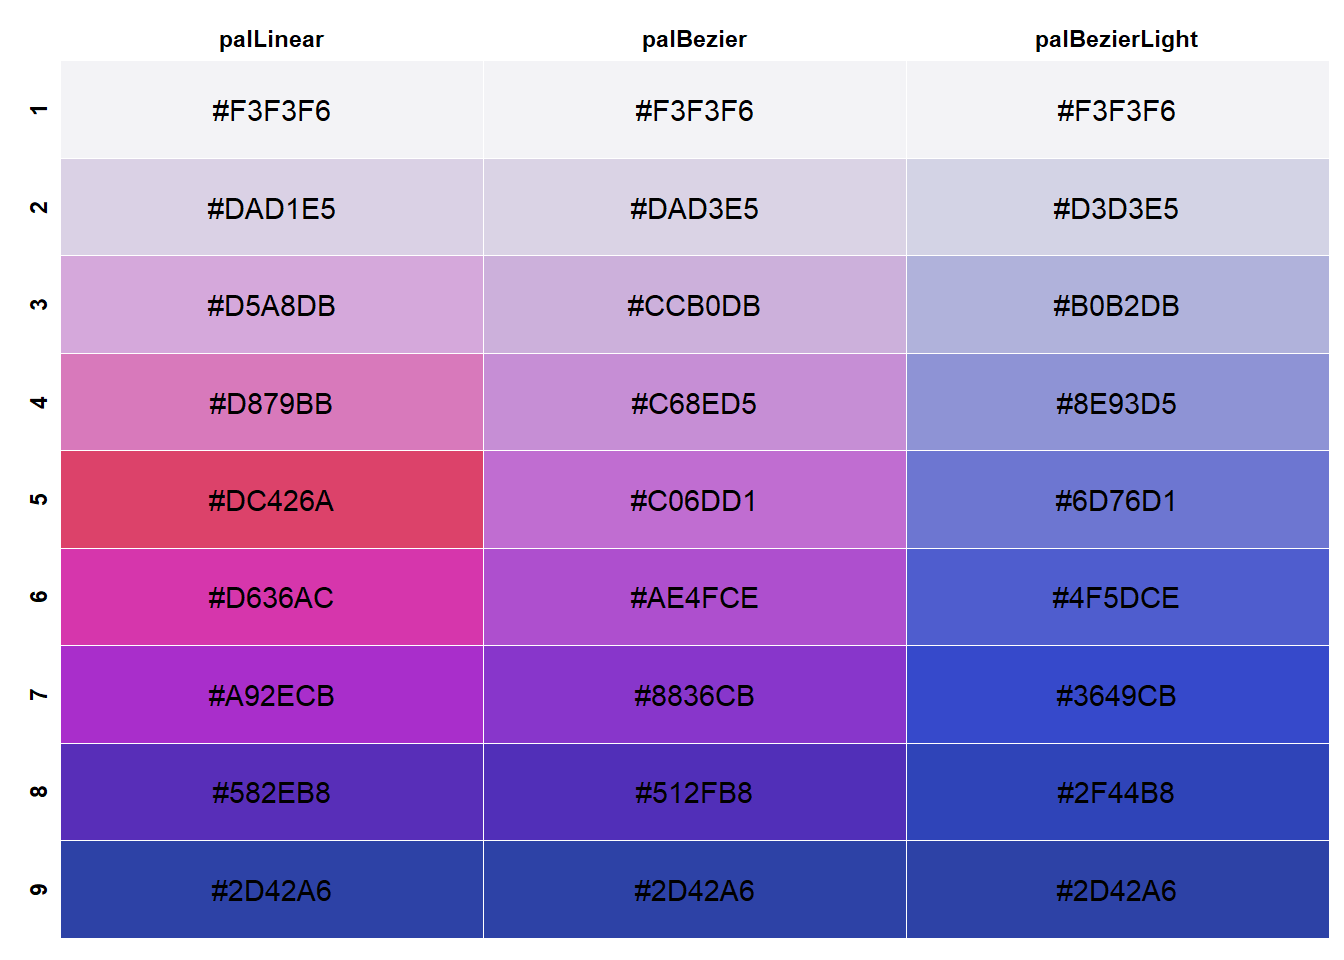 palLinear palBezier palBezierLight
1 #F3F3F6 #F3F3F6 #F3F3F6
2 #DAD1E5 #DAD3E5 #D3D3E5
3 #D5A8DB #CCB0DB #B0B2DB
4 #D879BB #C68ED5 #8E93D5
5 #DC426A #C06DD1 #6D76D1
6 #D636AC #AE4FCE #4F5DCE
7 #A92ECB #8836CB #3649CB
8 #582EB8 #512FB8 #2F44B8
9 #2D42A6 #2D42A6 #2D42A6